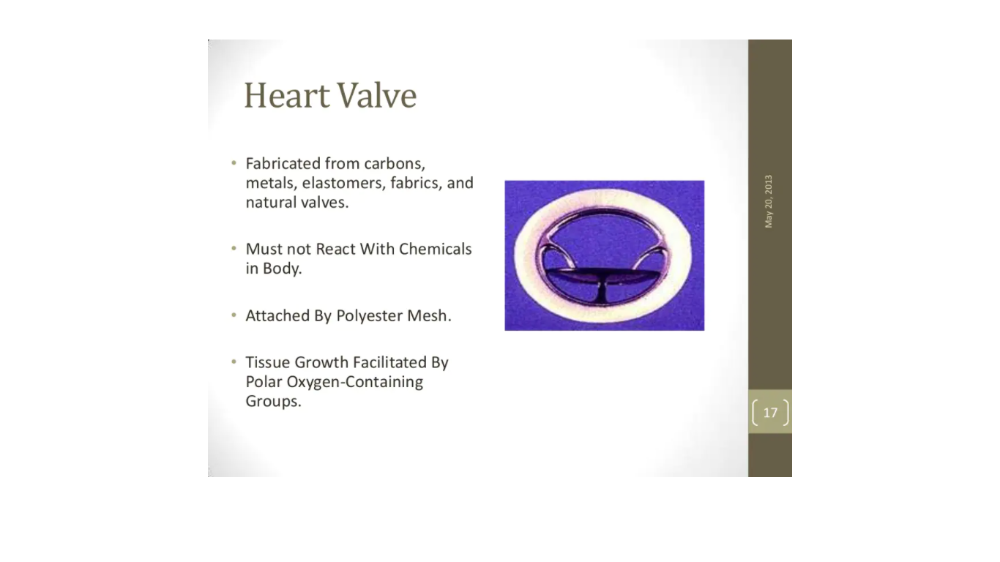 Heart Valve
• Fabricated from carbons,
metals, elastomers, fabrics, and
natural valves.
• Must not React With Chemicals
in Body.
• Attached By Polyester Mesh.
• Tissue Growth Facilitated By
Polar Oxygen-Containing
Groups.
May 20, 2013
17